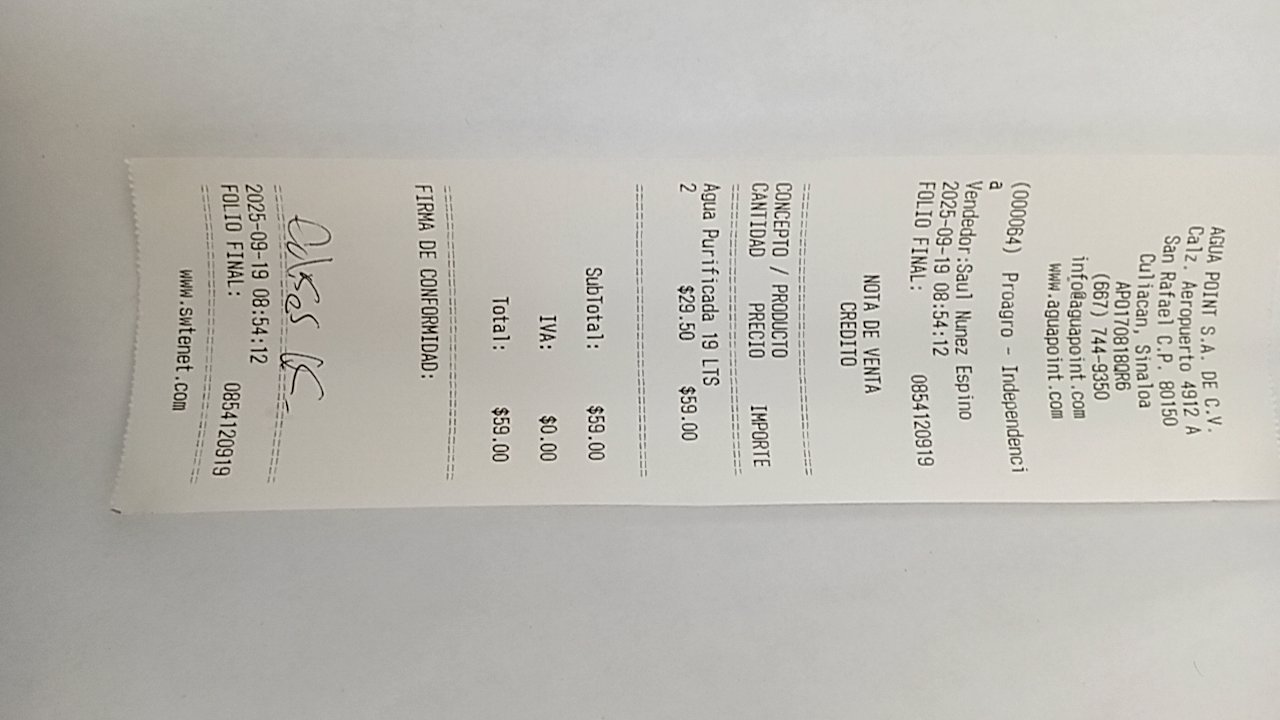 AGUA POINT S.A. DE C.V.
Calz. Aeropuerto 4912 A
San Rafael C.P. 80150
Culiacan, Sinaloa
APO170818QR6
(667) 744-9350
info@aguapoint.com
www.aguapoint.com
(000064) Proagro - Independenci
a
Vendedor:Saul Nunez Espino
2025-09-19 08:54:12
FOLIO FINAL: 0854120919
NOTA DE VENTA
CREDITO
CONCEPTO / PRODUCTO
CANTIDAD PRECIO IMPORTE
Agua Purificada 19 LTS
2 $29.50 $59.00
SubTotal: $59.00
IVA: $0.00
Total: $59.00
FIRMA DE CONFORMIDAD:
2025-09-19 08:54:12
FOLIO FINAL: 0854120919
www.swtenet.com